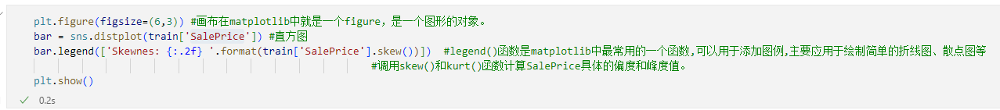 plt.figure(figsize=(6,3)) #画布在matplotlib中就是一个figure，是一个图形的对象。
bar = sns.distplot(train['SalePrice']) #直方图
bar.legend(['Skewnes: {:.2f} '.format(train['SalePrice'].skew())])  #legend()函数是matplotlib中最常用的一个函数,可以用于添加图例,主要应用于绘制简单的折线图、散点图等
#调用skew()和kurt()函数计算SalePrice具体的偏度和峰度值。
plt.show()
0.2s